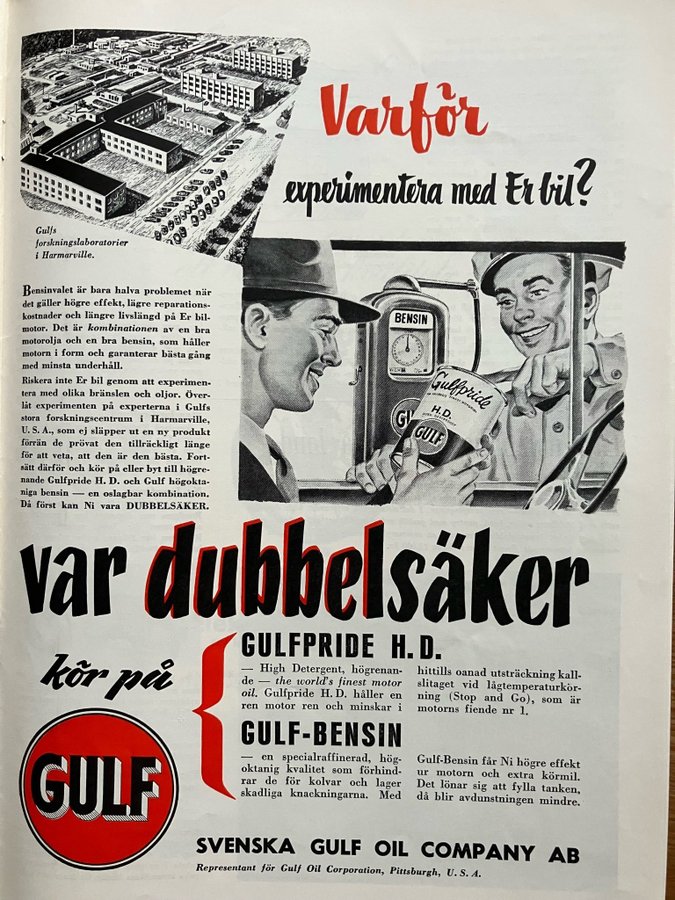 Varför
experimentera med Er bil?
Gulfs
forskningslaboratorier
i Harmarville.
Bensinvalet är bara halva problemet när
det gäller högre effekt, lägre reparations-
kostnader och längre livslängd på Er bil-
motor. Det är kombinationen av en bra
motorolja och en bra bensin, som håller
motorn i form och garanterar bästa gång
med minsta underhåll.
Riskera inte Er bil genom att experimen-
tera med olika bränslen och oljor. Över-
låt experimenten på experterna i Gulfs
stora forskningscentrum i Harmarville,
U. S. A., som ej släpper ut en ny produkt
förrän de prövat den tillräckligt länge
för att veta, att den är den bästa. Fort-
sätt därför och kör på eller byt till högre-
nande Gulfpride H. D. och Gulf högokta-
niga bensin — en oslagbar kombination.
Då först kan Ni vara DUBBELSÄKER.
BENSIN
GU
Gulfpride
H.D.
GULF
var dubbelsäker
kör på
GULF
GULFPRIDE H.D.
— High Detergent, högrenan-
de — the world's finest motor
oil. Gulfpride H. D. håller en
ren motor ren och minskar i
hittills oanad utsträckning kall-
slitaget vid lågtemperaturkör-
ning (Stop and Go), som är
motorns fiende nr 1.
GULF-BENSIN
— en specialraffinerad, hög-
oktanig kvalitet som förhind-
rar de för kolvar och lager
skadliga knackningarna. Med
Gulf-Bensin får Ni högre effekt
ur motorn och extra körmil.
Det lönar sig att fylla tanken,
då blir avdunstningen mindre.
SVENSKA GULF OIL COMPANY AB
Representant för Gulf Oil Corporation, Pittsburgh, U. S. A.